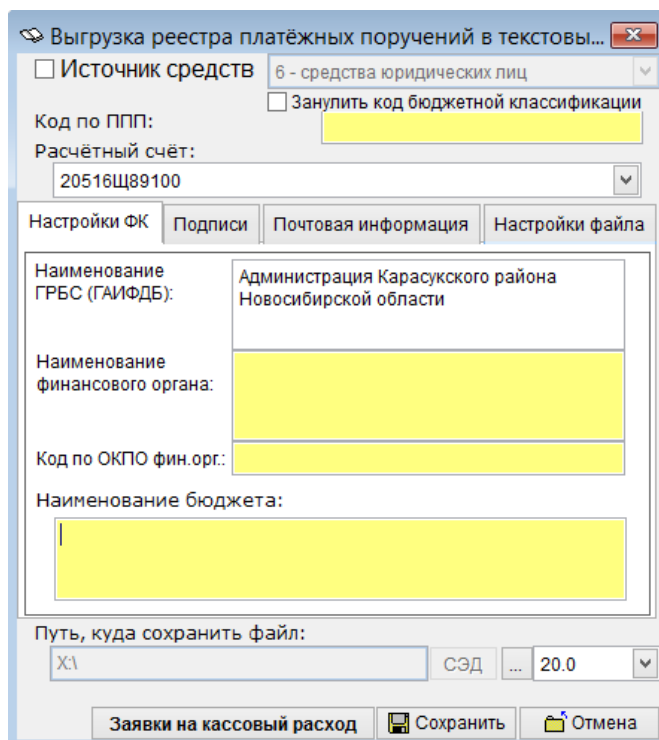 Выгрузка реестра платёжных поручений в текстовы...
Источник средств 6 - средства юридических лиц
Занулить код бюджетной классификации
Код по ППП:
Расчётный счёт:
20516Щ89100
Настройки ФК Подписи Почтовая информация Настройки файла
Наименование
ГРБС (ГАИФДБ):
Администрация Карасукского района
Новосибирской области
Наименование
финансового органа:
Код по ОКПО фин.орг.:
Наименование бюджета:
Путь, куда сохранить файл:
X:\ СЭД ... 20.0
Заявки на кассовый расход Сохранить Отмена